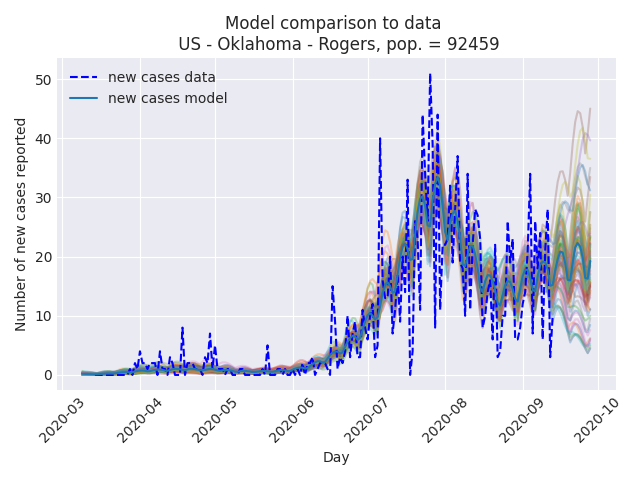 Model comparison to data
US - Oklahoma - Rogers, pop. = 92459
new cases data
new cases model
Number of new cases reported
50
40
30
20
10
0
2020-03
2020-04
2020-05
2020-06
2020-07
2020-08
2020-09
2020-10
Day